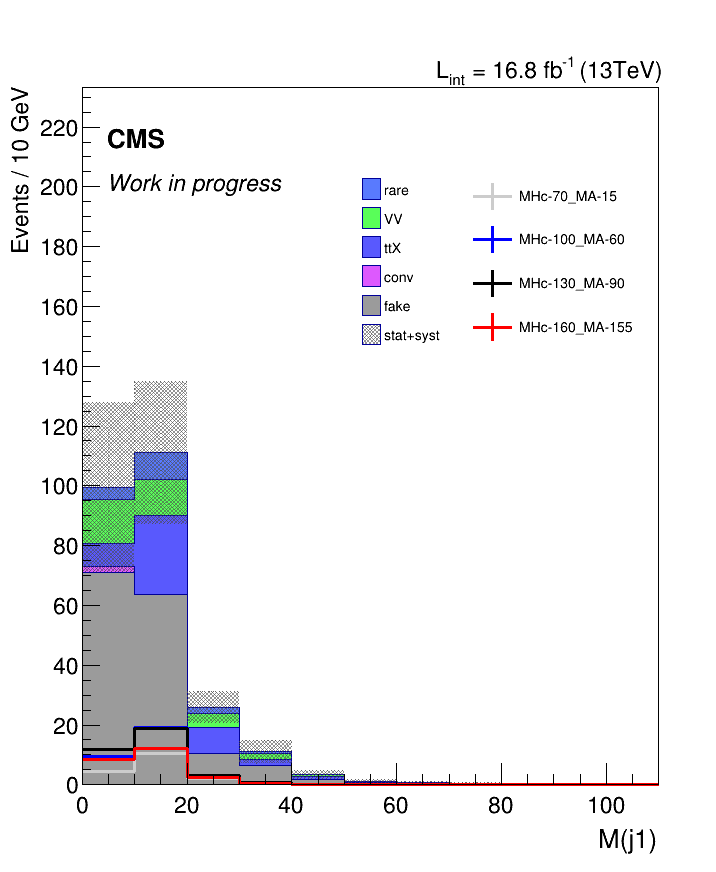 L_int = 16.8 fb^-1 (13TeV)
Events / 10 GeV
CMS
Work in progress
rare
VV
ttX
conv
fake
stat+syst
MHc-70_MA-15
MHc-100_MA-60
MHc-130_MA-90
MHc-160_MA-155
220
200
180
160
140
120
100
80
60
40
20
0
0 20 40 60 80 100
M(j1)